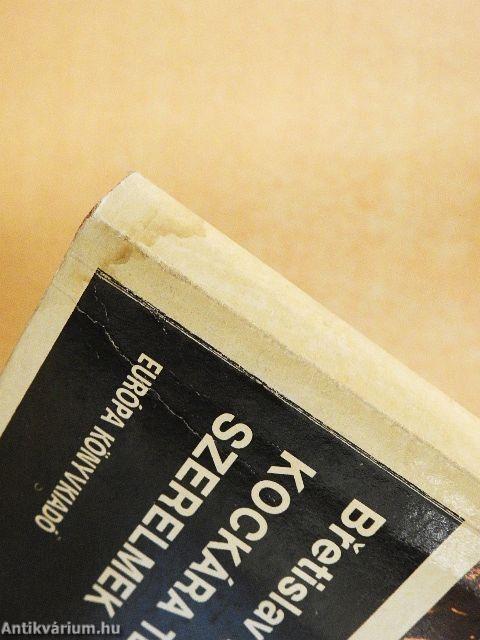 Břetislav
KOCKÁRA
SZERELMEK
EURÓPA KÖNYVKIADÓ
Antikvárium.hu